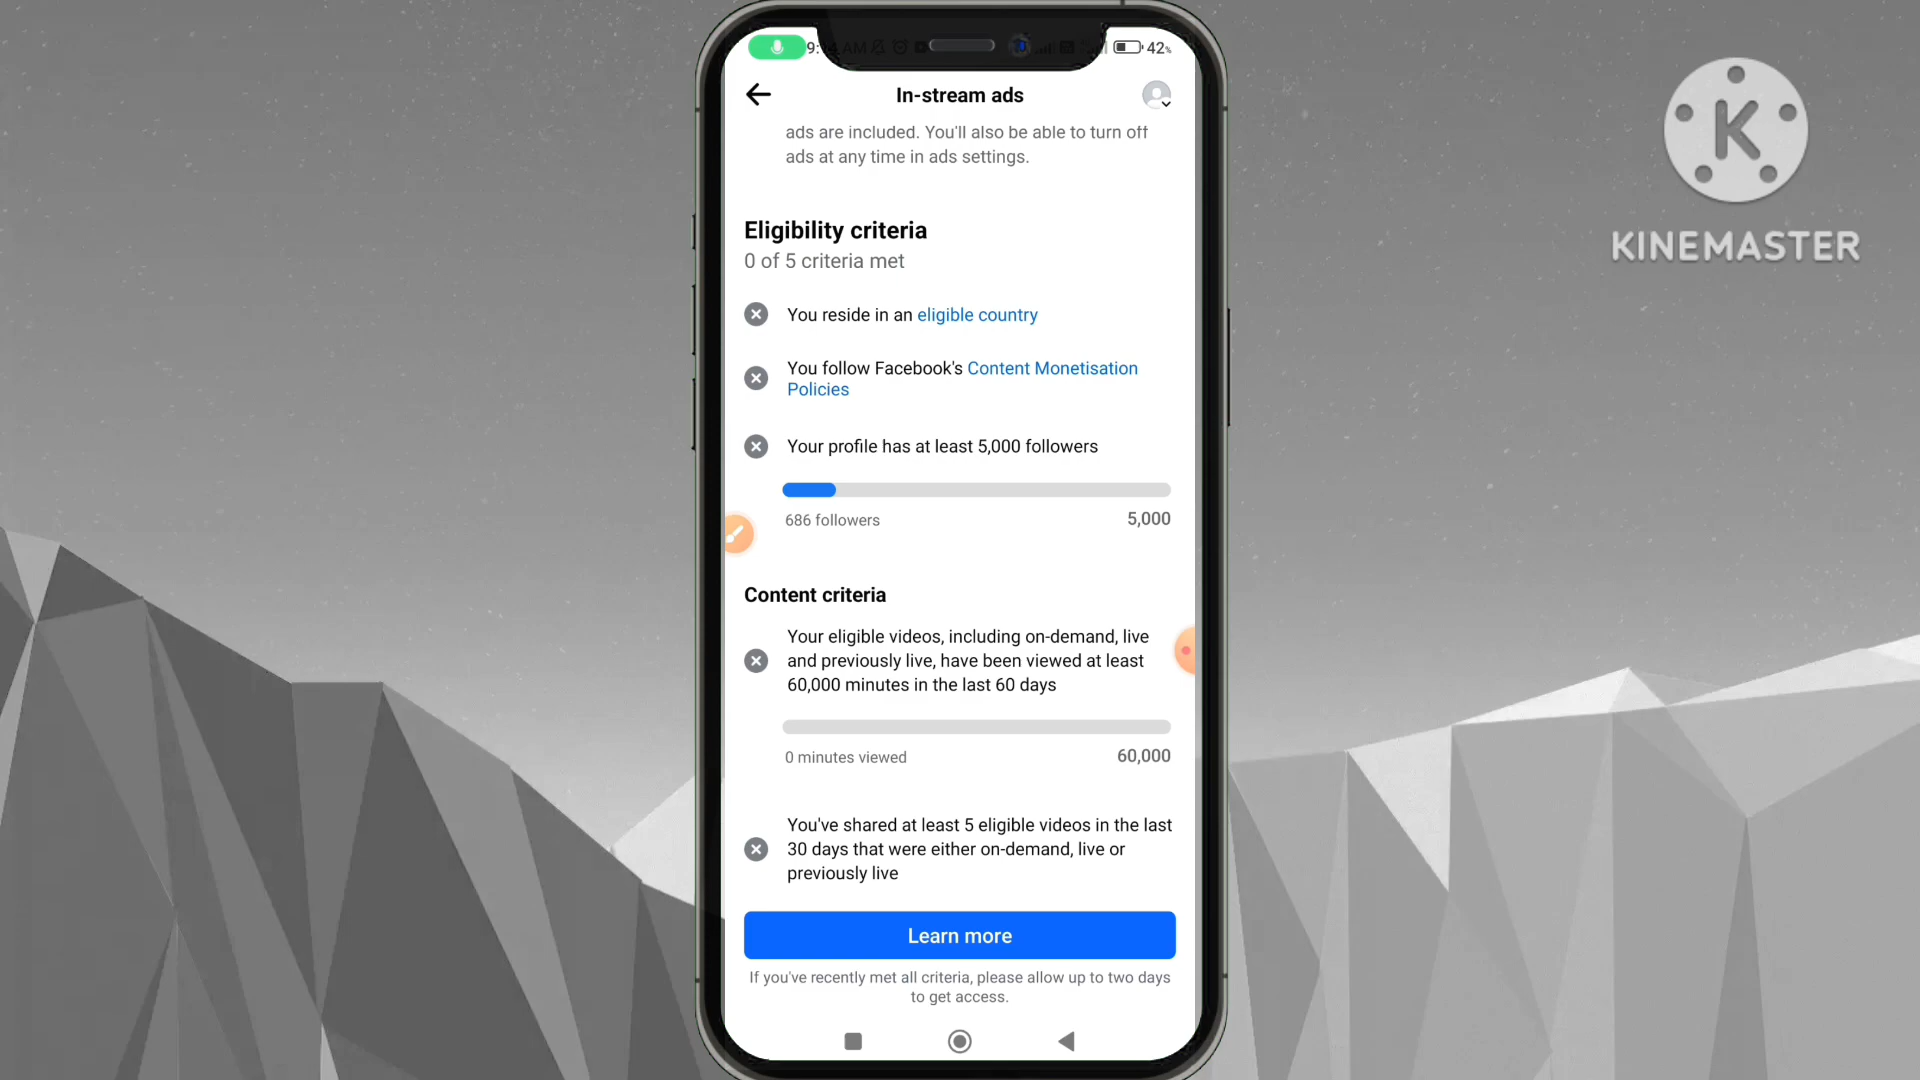 42%
In-stream ads
ads are included. You'll also be able to turn off
ads at any time in ads settings.
Eligibility criteria
0 of 5 criteria met
You reside in an eligible country
You follow Facebook's Content Monetisation
Policies
Your profile has at least 5,000 followers
686 followers 5,000
Content criteria
Your eligible videos, including on-demand, live
and previously live, have been viewed at least
60,000 minutes in the last 60 days
0 minutes viewed 60,000
You've shared at least 5 eligible videos in the last
30 days that were either on-demand, live or
previously live
Learn more
If you've recently met all criteria, please allow up to two days
to get access.
K
KINEMASTER